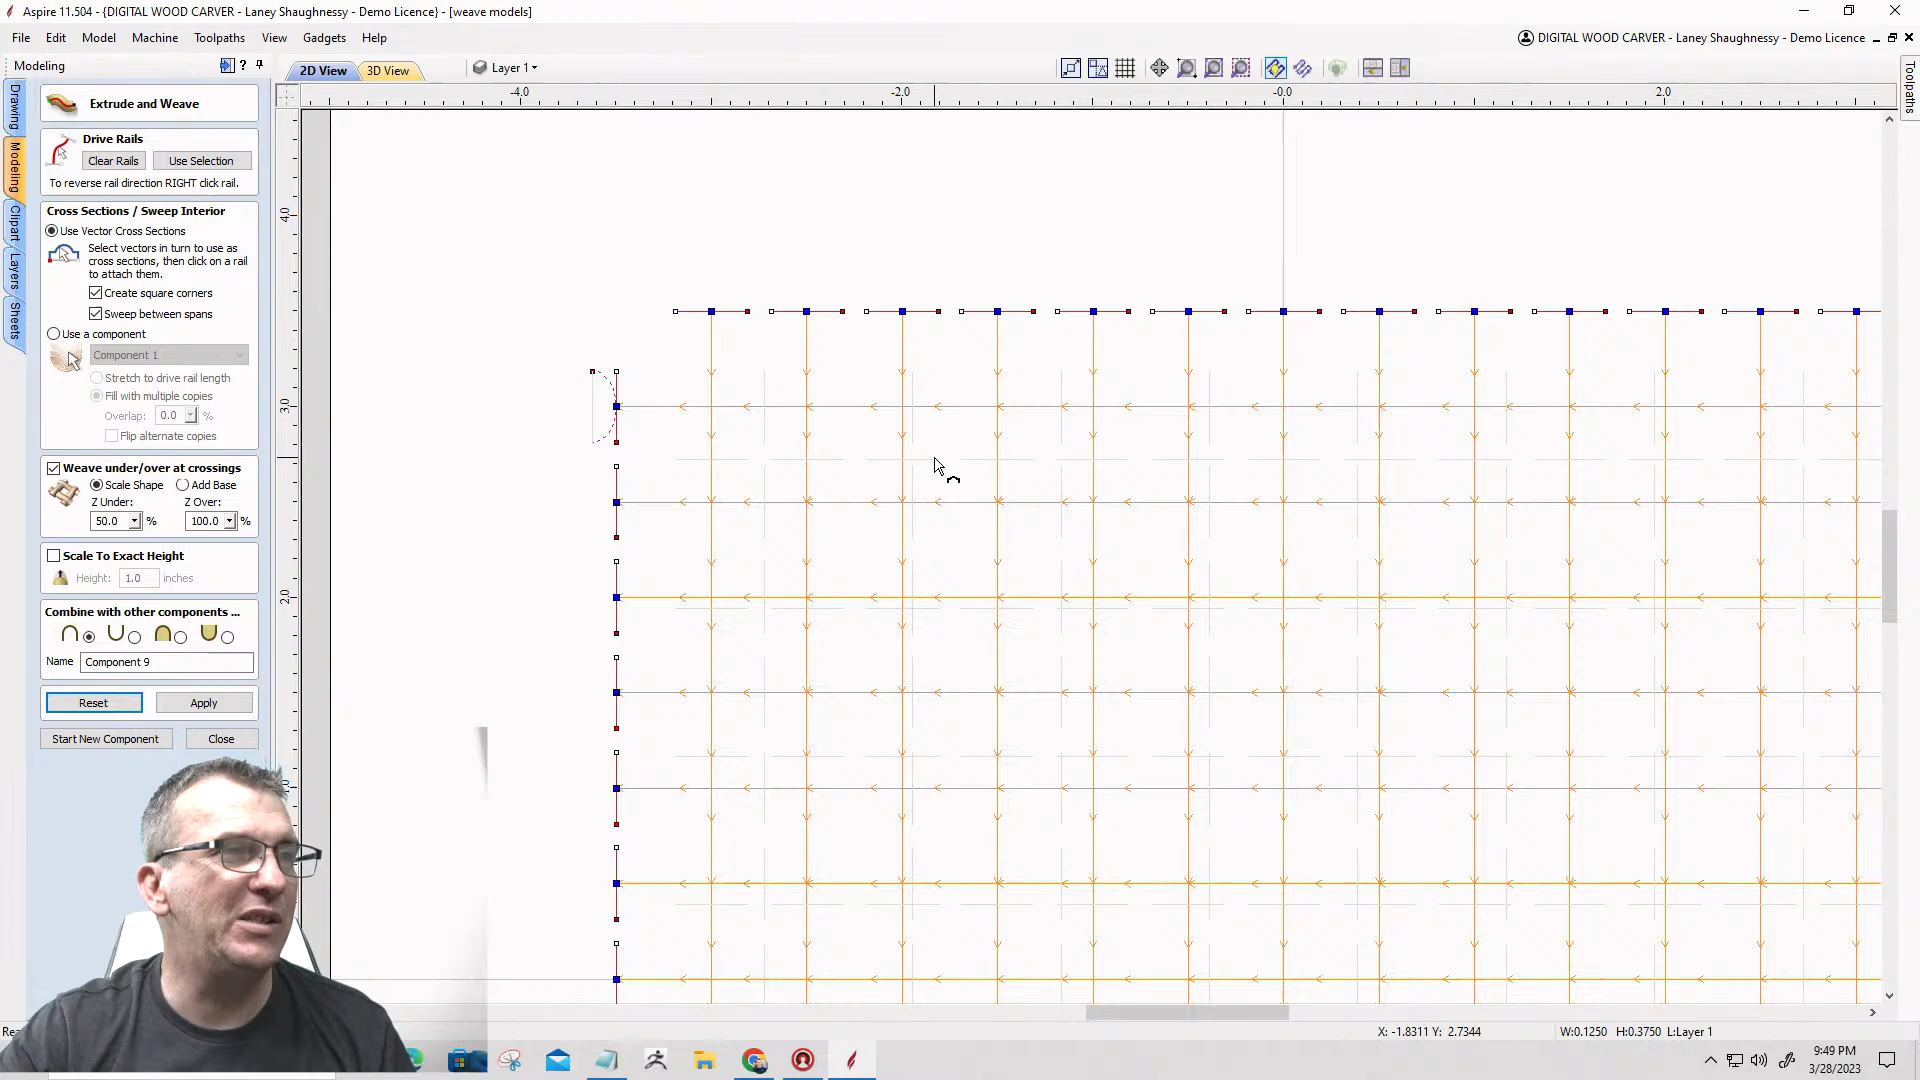 Aspire 11.504 - {DIGITAL WOOD CARVER - Laney Shaughnessy - Demo Licence} - [weave models]
File Edit Model Machine Toolpaths View Gadgets Help
DIGITAL WOOD CARVER - Laney Shaughnessy - Demo Licence
Modeling
2D View
3D View
Layer 1
Toolpaths
Drawing
Modeling
Clipart
Layers
Sheets
-4.0 -2.0 -0.0 2.0
4.0
3.0
2.0
Extrude and Weave
Drive Rails
Clear Rails
Use Selection
To reverse rail direction RIGHT click rail.
Cross Sections / Sweep Interior
Use Vector Cross Sections
Select vectors in turn to use as
cross sections, then click on a rail
to attach them.
Create square corners
Sweep between spans
Use a component
Component 1
Stretch to drive rail length
Fill with multiple copies
Overlap: 0.0 %
Flip alternate copies
Weave under/over at crossings
Scale Shape
Add Base
Z Under: Z Over:
50.0 % 100.0 %
Scale To Exact Height
Height: 1.0 inches
Combine with other components ...
Name Component 9
Reset
Apply
Start New Component
Close
X: -1.8311 Y: 2.7344
W:0.1250 H:0.3750 L:Layer 1
9:49 PM
3/28/2023